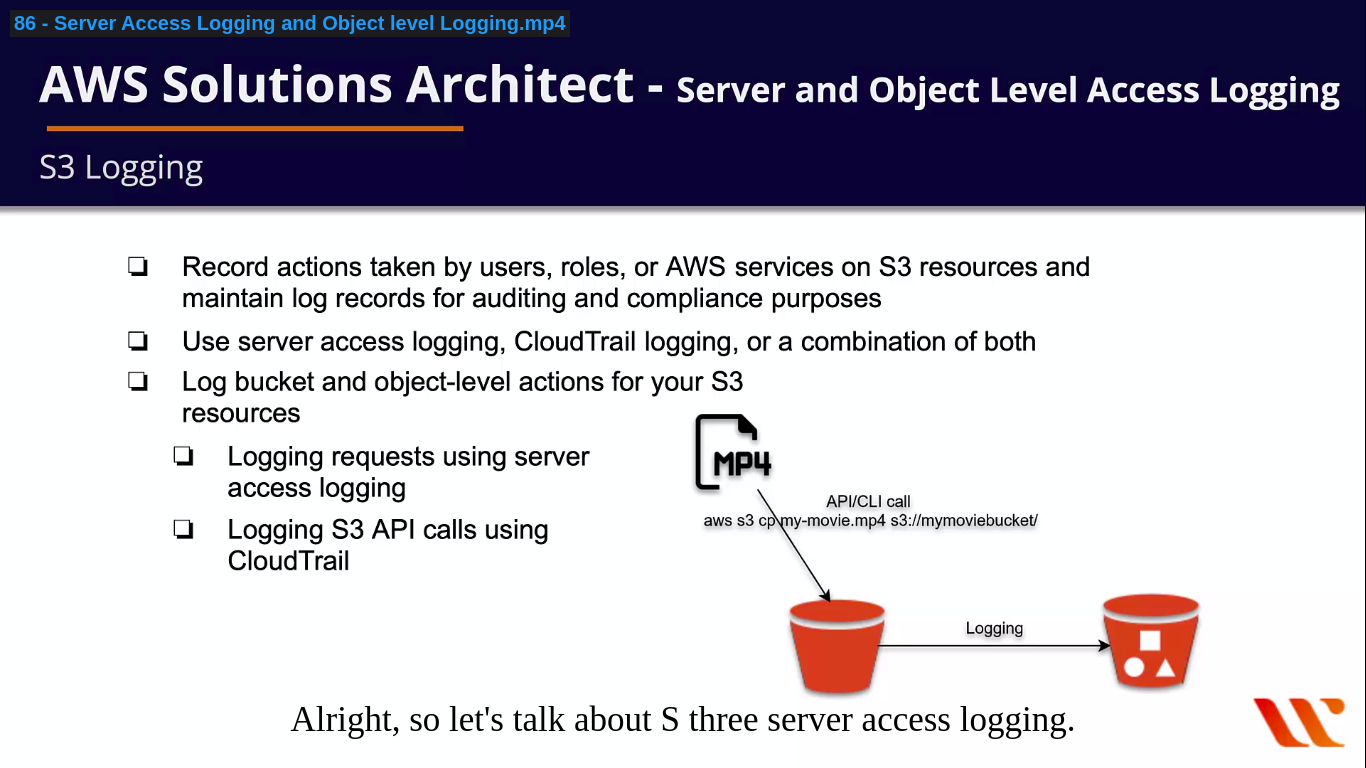 86 - Server Access Logging and Object level Logging.mp4
AWS Solutions Architect - Server and Object Level Access Logging
S3 Logging
Record actions taken by users, roles, or AWS services on S3 resources and
maintain log records for auditing and compliance purposes
Use server access logging, CloudTrail logging, or a combination of both
Log bucket and object-level actions for your S3
resources
Logging requests using server
access logging
Logging S3 API calls using
CloudTrail
MP4
API/CLI call
aws s3 cp my-movie.mp4 s3://mymoviebucket/
Logging
Alright, so let's talk about S three server access logging.